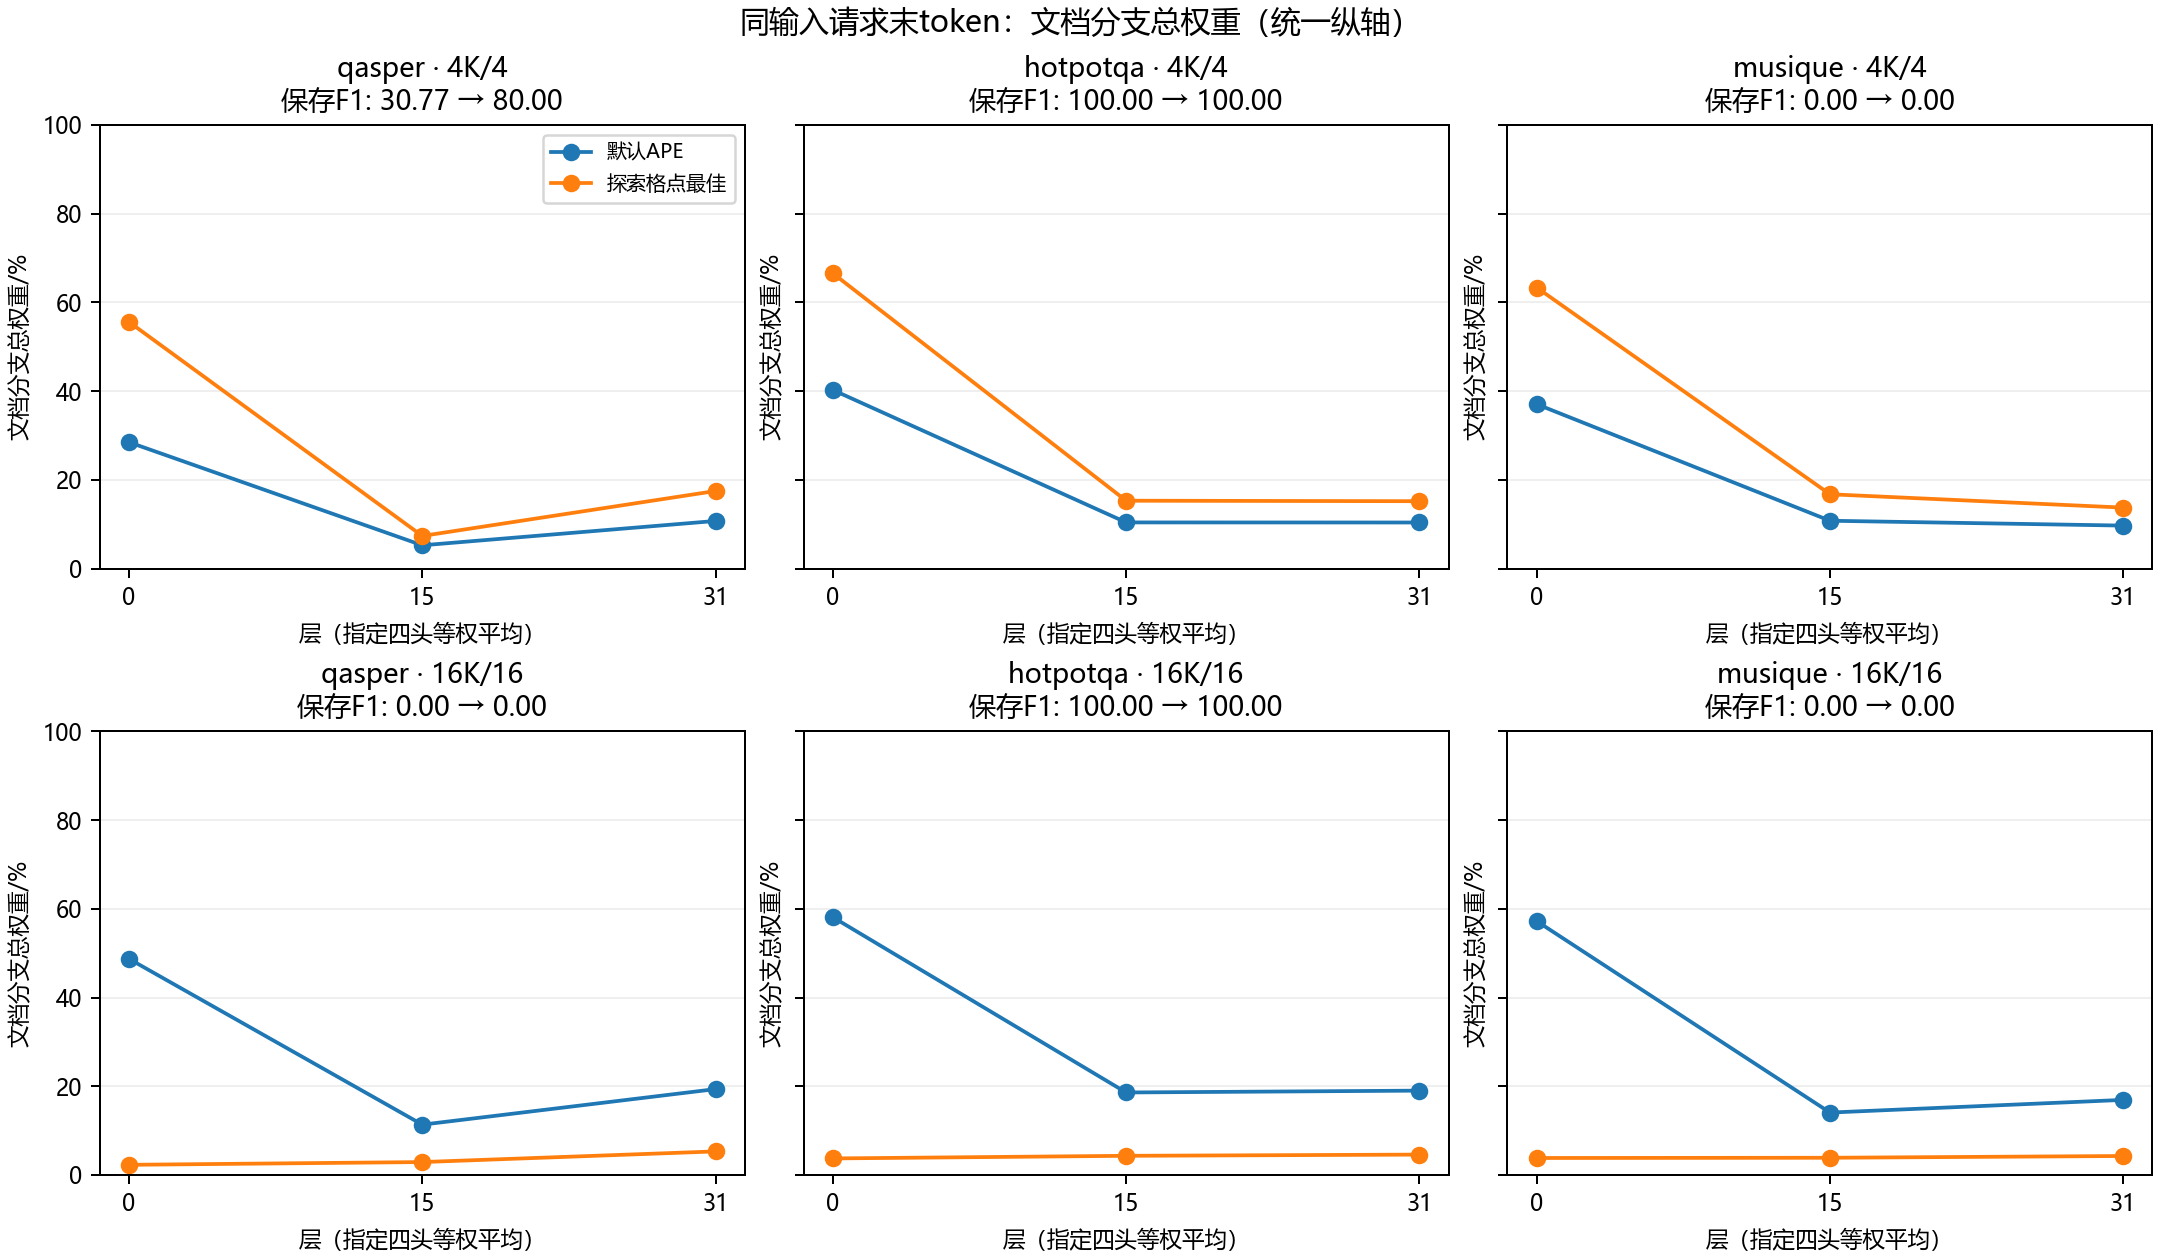 同输入请求末token：文档分支总权重（统一纵轴）
qasper · 4K/4
保存F1: 30.77 → 80.00
hotpotqa · 4K/4
保存F1: 100.00 → 100.00
musique · 4K/4
保存F1: 0.00 → 0.00
默认APE
探索格点最佳
文档分支总权重/%
100
80
60
40
20
0
0 15 31
层（指定四头等权平均）
文档分支总权重/%
0 15 31
层（指定四头等权平均）
文档分支总权重/%
0 15 31
层（指定四头等权平均）
qasper · 16K/16
保存F1: 0.00 → 0.00
hotpotqa · 16K/16
保存F1: 100.00 → 100.00
musique · 16K/16
保存F1: 0.00 → 0.00
文档分支总权重/%
100
80
60
40
20
0
0 15 31
层（指定四头等权平均）
文档分支总权重/%
0 15 31
层（指定四头等权平均）
文档分支总权重/%
0 15 31
层（指定四头等权平均）